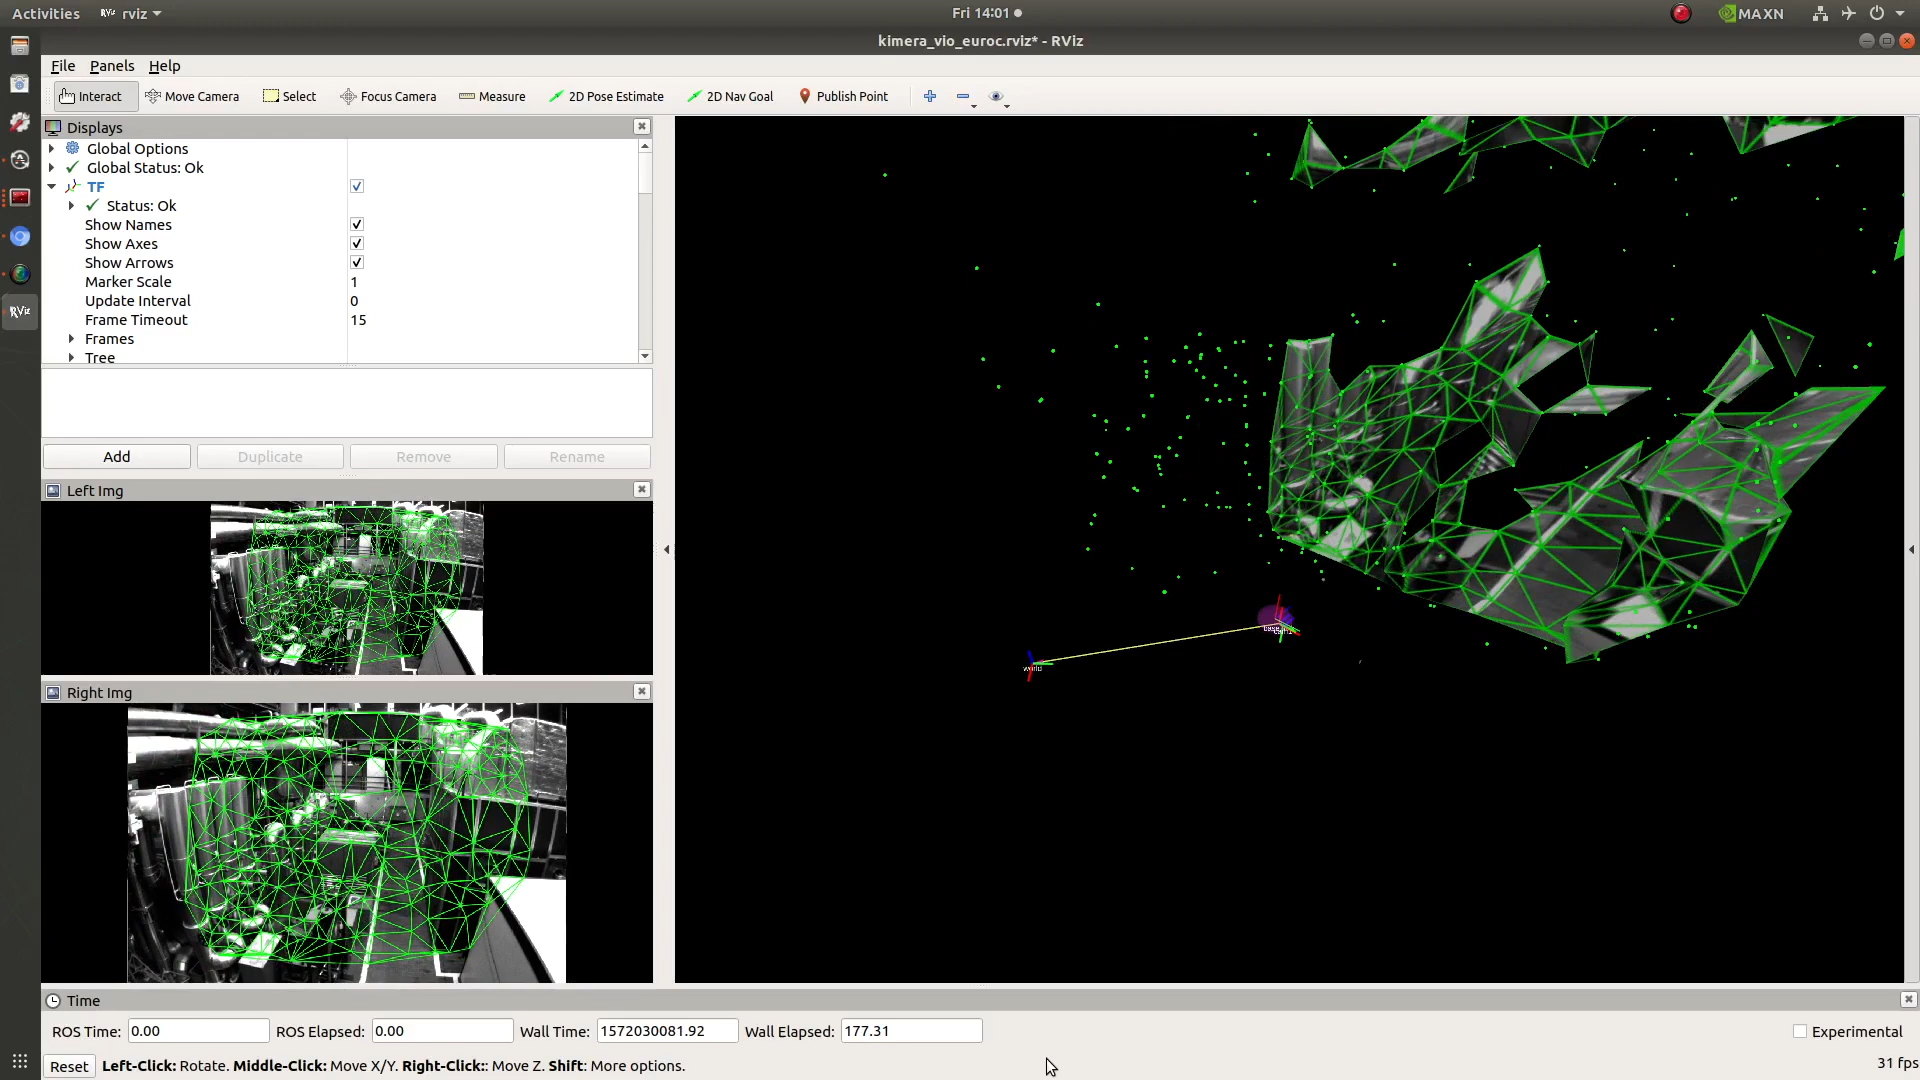 Activities rviz Fri 14:01 MAXN
kimera_vio_euroc.rviz* - RViz
File Panels Help
Interact Move Camera Select Focus Camera Measure 2D Pose Estimate 2D Nav Goal Publish Point
Displays
Global Options
Global Status: Ok
TF
Status: Ok
Show Names
Show Axes
Show Arrows
Marker Scale 1
Update Interval 0
Frame Timeout 15
Frames
Tree
Add Duplicate Remove Rename
Left Img
Right Img
world
Time
ROS Time: 0.00 ROS Elapsed: 0.00 Wall Time: 1572030081.92 Wall Elapsed: 177.31 Experimental
Reset Left-Click: Rotate. Middle-Click: Move X/Y. Right-Click:: Move Z. Shift: More options. 31 fps
RViz